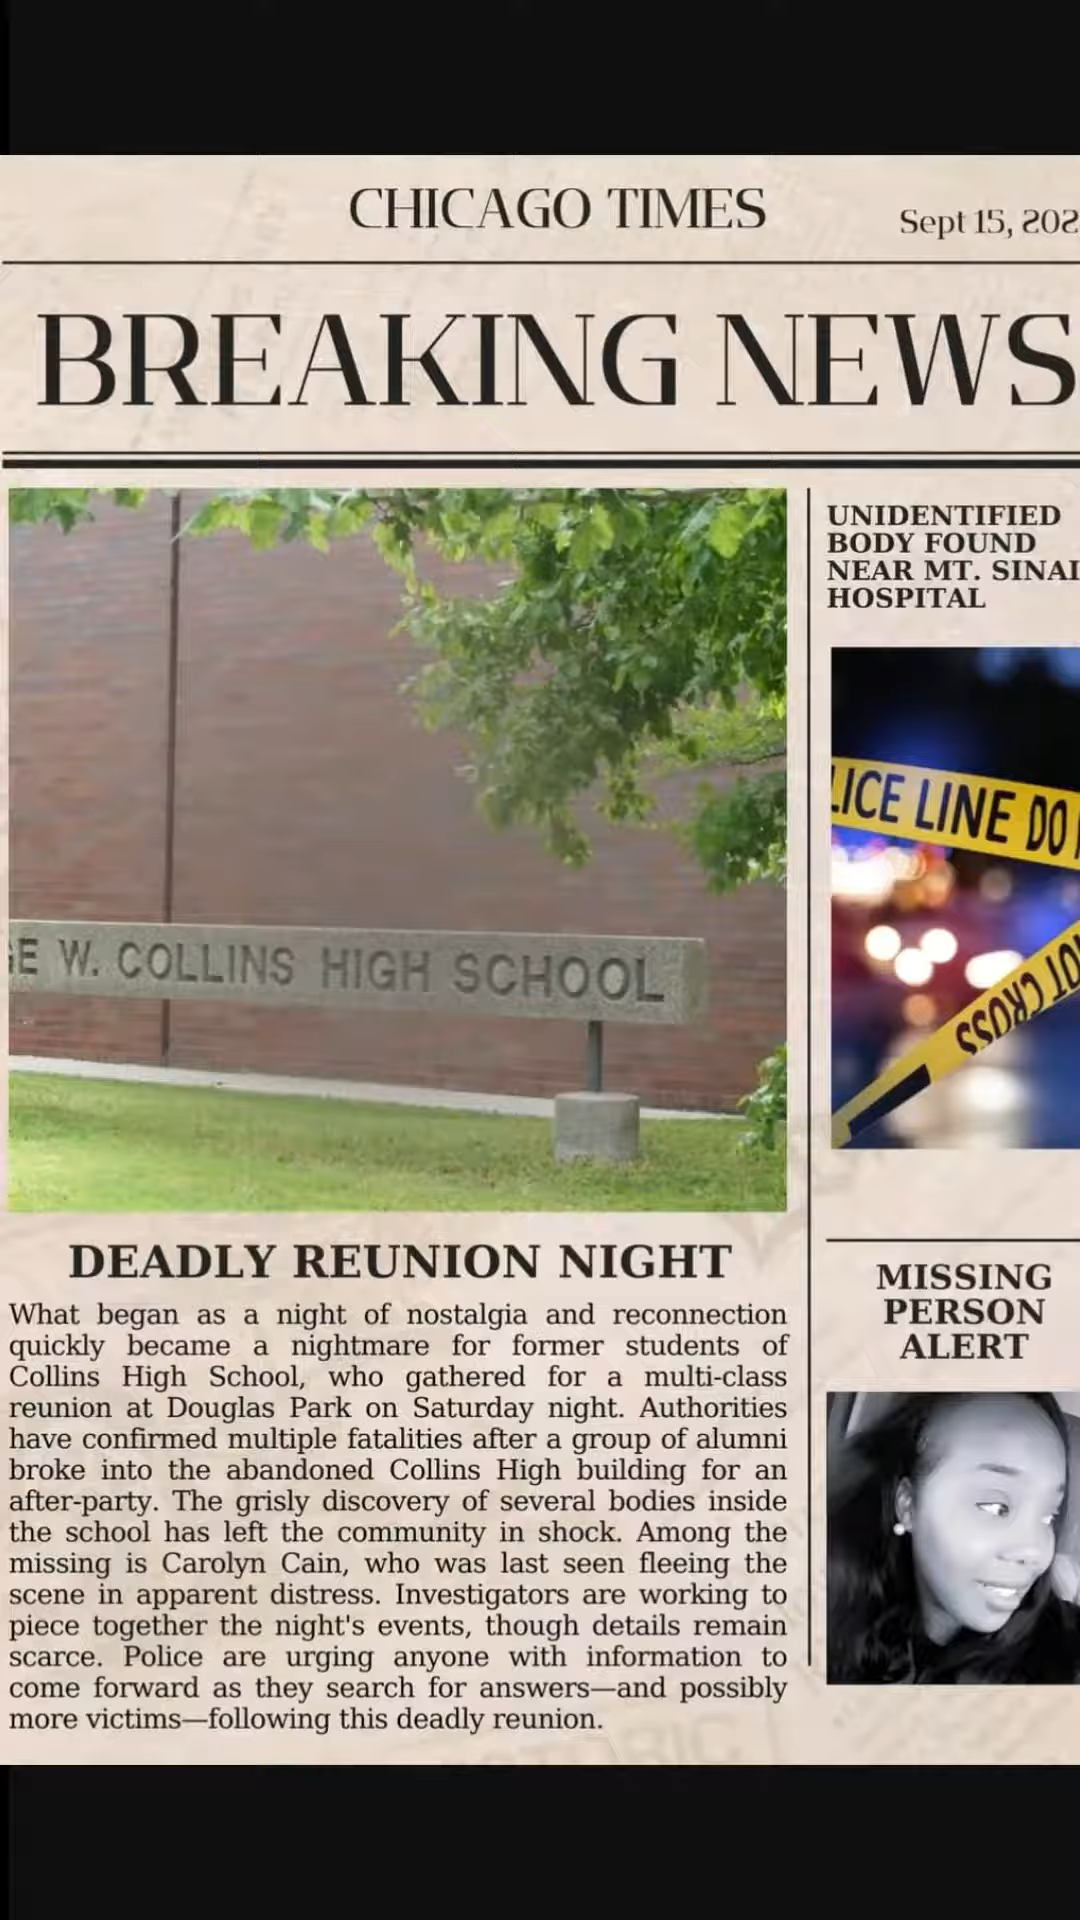 CHICAGO TIMES
Sept 15, 202
BREAKING NEWS
GE W. COLLINS HIGH SCHOOL
DEADLY REUNION NIGHT
What began as a night of nostalgia and reconnection
quickly became a nightmare for former students of
Collins High School, who gathered for a multi-class
reunion at Douglas Park on Saturday night. Authorities
have confirmed multiple fatalities after a group of alumni
broke into the abandoned Collins High building for an
after-party. The grisly discovery of several bodies inside
the school has left the community in shock. Among the
missing is Carolyn Cain, who was last seen fleeing the
scene in apparent distress. Investigators are working to
piece together the night's events, though details remain
scarce. Police are urging anyone with information to
come forward as they search for answers—and possibly
more victims—following this deadly reunion.
UNIDENTIFIED
BODY FOUND
NEAR MT. SINAI
HOSPITAL
LICE LINE DO
OT CROSS
MISSING
PERSON
ALERT